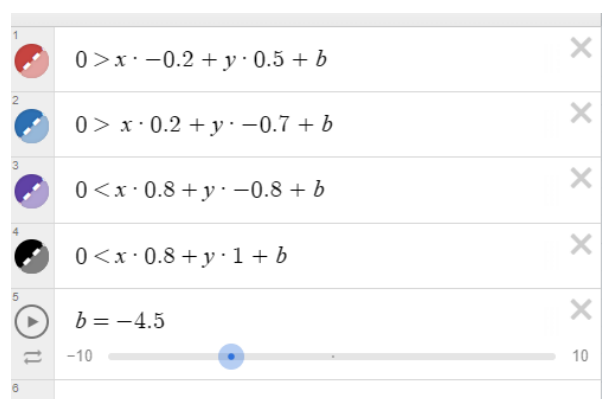 1
0 > x · −0.2 + y · 0.5 + b
2
0 > x · 0.2 + y · −0.7 + b
3
0 < x · 0.8 + y · −0.8 + b
4
0 < x · 0.8 + y · 1 + b
5
b = −4.5
−10 10
6